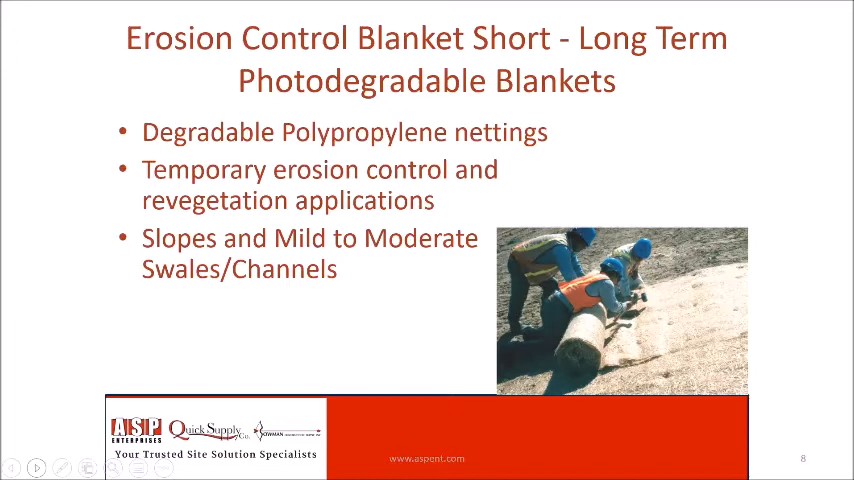 Erosion Control Blanket Short - Long Term
Photodegradable Blankets
• Degradable Polypropylene nettings
• Temporary erosion control and
revegetation applications
• Slopes and Mild to Moderate
Swales/Channels
ASP
ENTERPRISES
Quick Supply Co.
BOWMAN
Your Trusted Site Solution Specialists
www.aspent.com
8